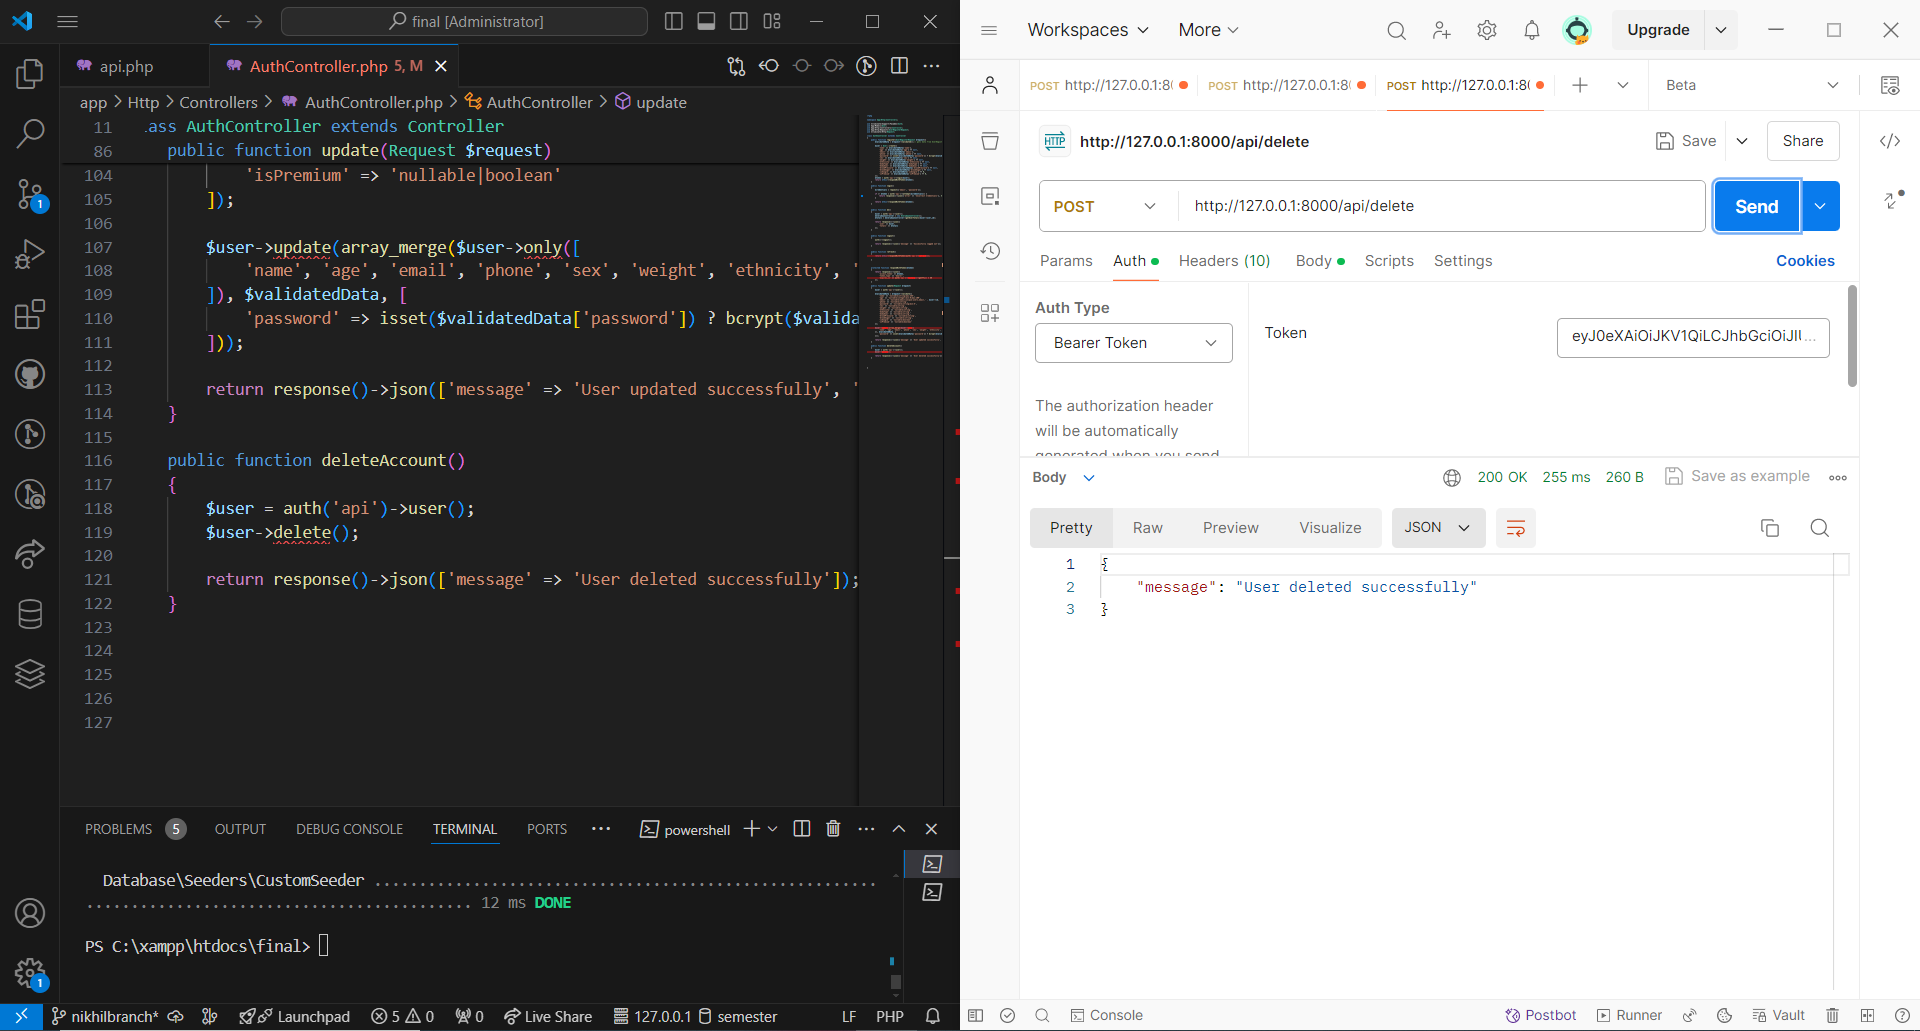 final [Administrator]
api.php
AuthController.php 5, M
app > Http > Controllers > AuthController.php > AuthController > update
11 .ass AuthController extends Controller
86 public function update(Request $request)
104 'isPremium' => 'nullable|boolean'
105 ]);
106
107 $user->update(array_merge($user->only([
108 'name', 'age', 'email', 'phone', 'sex', 'weight', 'ethnicity', '
109 ]), $validatedData, [
110 'password' => isset($validatedData['password']) ? bcrypt($valida
111 ]));
112
113 return response()->json(['message' => 'User updated successfully', '
114 }
115
116 public function deleteAccount()
117 {
118 $user = auth('api')->user();
119 $user->delete();
120
121 return response()->json(['message' => 'User deleted successfully']);
122 }
123
124
125
126
127
PROBLEMS 5 OUTPUT DEBUG CONSOLE TERMINAL PORTS ... powershell
Database\Seeders\CustomSeeder ........................................................
........................................... 12 ms DONE
PS C:\xampp\htdocs\final>
1
1
nikhilbranch* Launchpad 5 0 0 Live Share 127.0.0.1 semester LF PHP
Workspaces More Upgrade
POST http://127.0.0.1:8( POST http://127.0.0.1:8( POST http://127.0.0.1:8( Beta
HTTP http://127.0.0.1:8000/api/delete Save Share
POST http://127.0.0.1:8000/api/delete Send
Params Auth Headers (10) Body Scripts Settings Cookies
Auth Type
Bearer Token
Token eyJ0eXAiOiJKV1QiLCJhbGciOiJIU...
The authorization header
will be automatically
generated when you send
Body 200 OK 255 ms 260 B Save as example
Pretty Raw Preview Visualize JSON
1 {
2 "message": "User deleted successfully"
3 }
Console Postbot Runner Vault